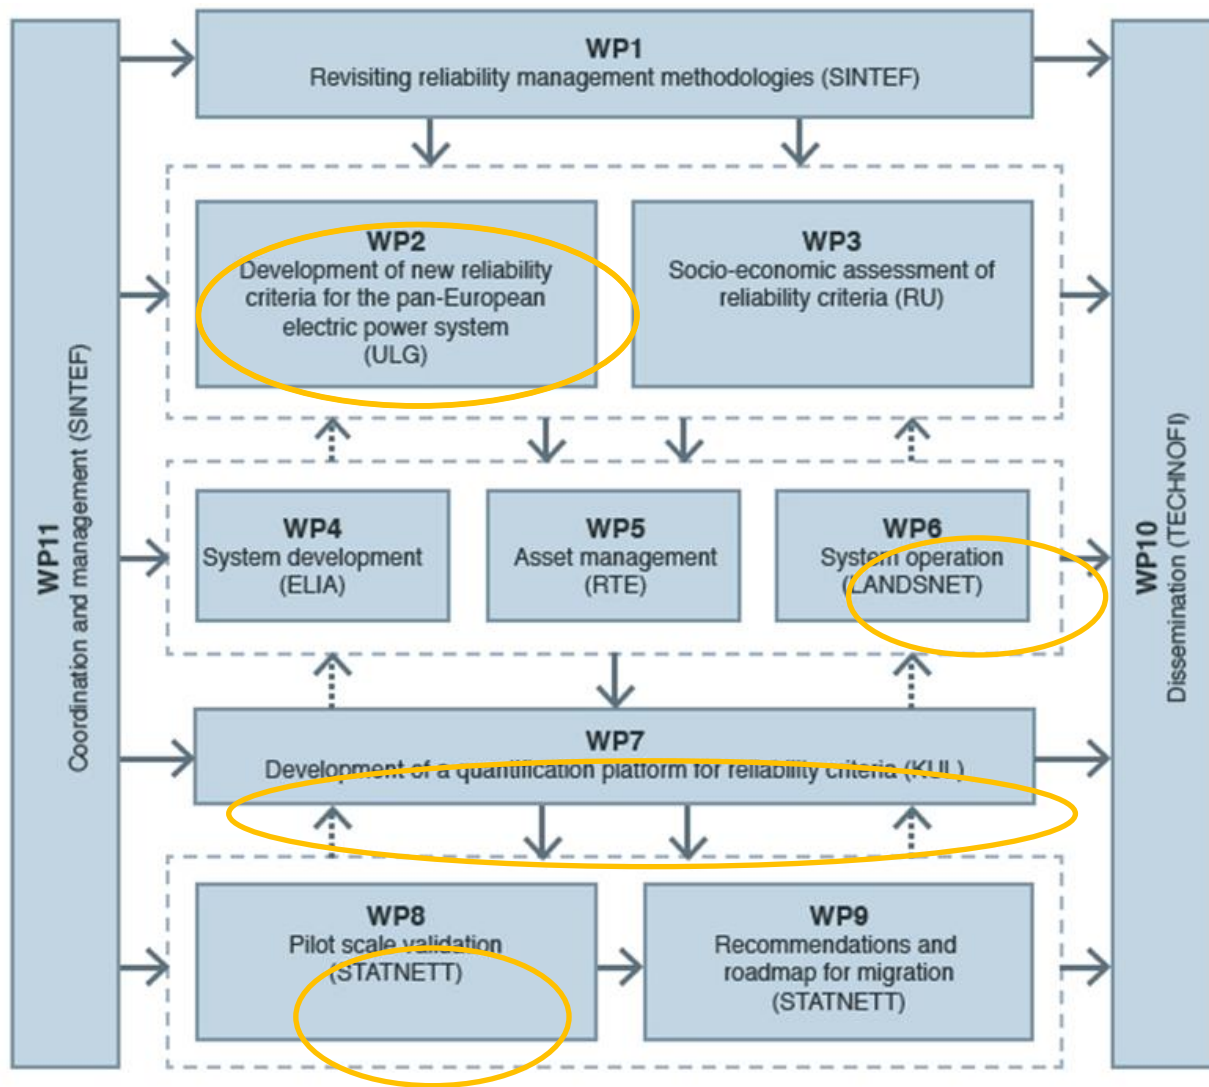 WP1
Revisiting reliability management methodologies (SINTEF)
WP2
Development of new reliability
criteria for the pan-European
electric power system
(ULG)
WP3
Socio-economic assessment of
reliability criteria (RU)
WP11
Coordination and management (SINTEF)
WP4
System development
(ELIA)
WP5
Asset management
(RTE)
WP6
System operation
(LANDSNET)
WP10
Dissemination (TECHNOFI)
WP7
Development of a quantification platform for reliability criteria (KUL)
WP8
Pilot scale validation
(STATNETT)
WP9
Recommendations and
roadmap for migration
(STATNETT)